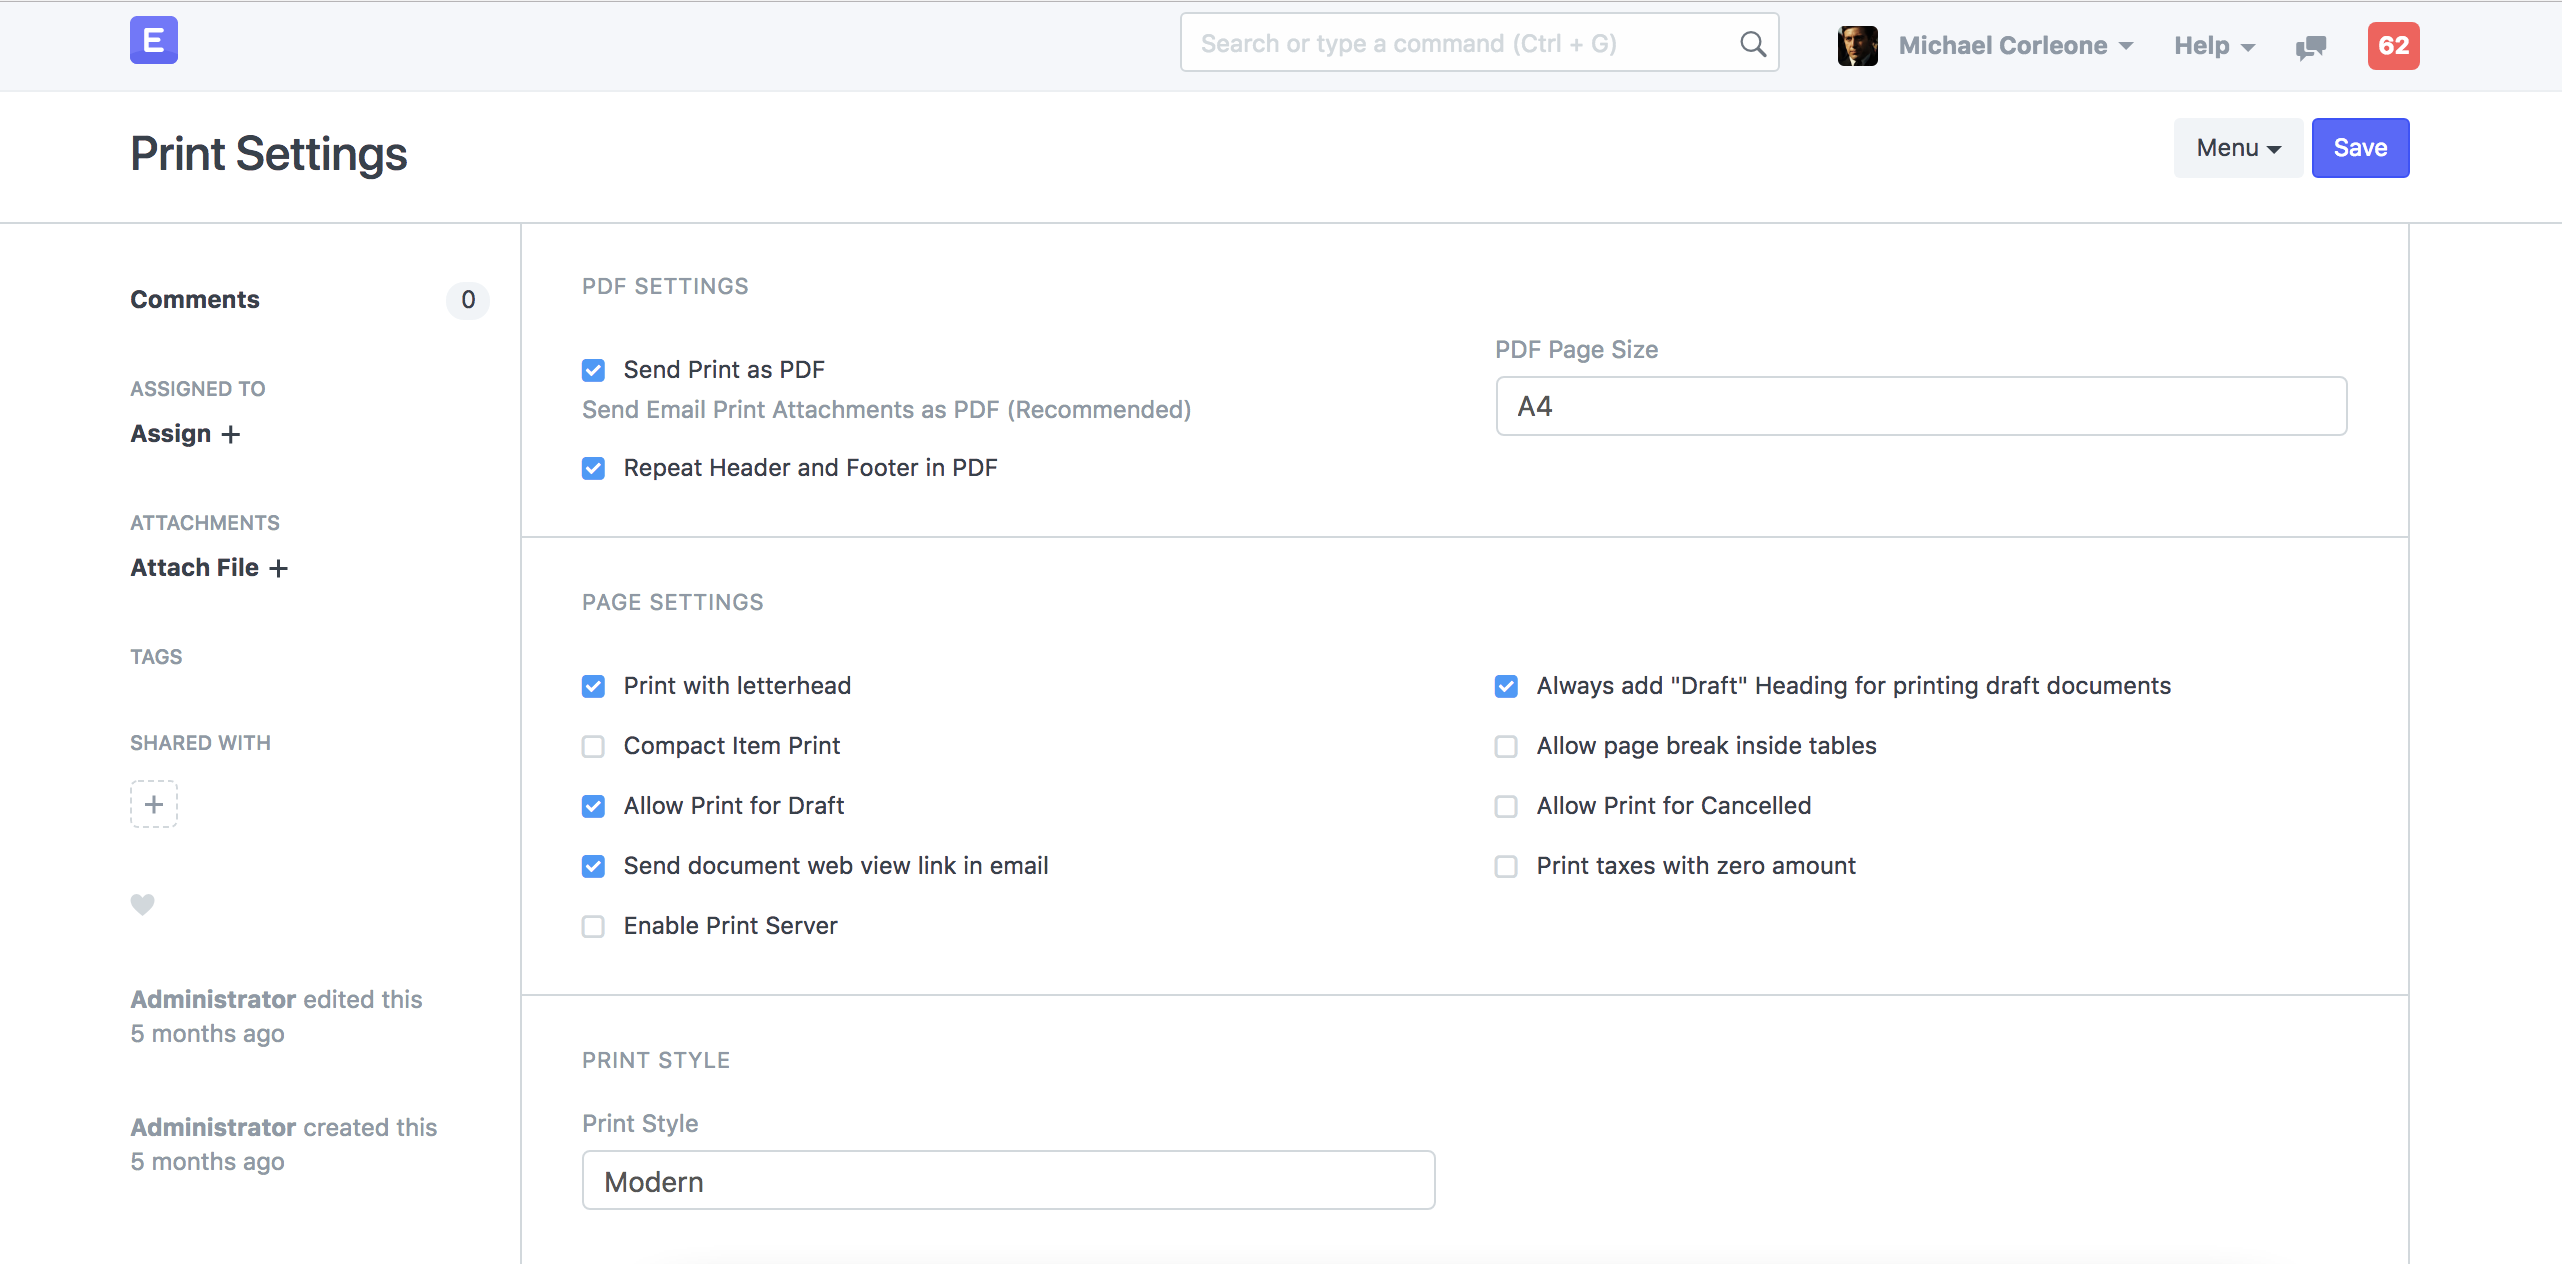 E
Search or type a command (Ctrl + G)
Michael Corleone
Help
62
Print Settings
Menu
Save
Comments
0
ASSIGNED TO
Assign +
ATTACHMENTS
Attach File +
TAGS
SHARED WITH
+
Administrator edited this
5 months ago
Administrator created this
5 months ago
PDF SETTINGS
Send Print as PDF
Send Email Print Attachments as PDF (Recommended)
Repeat Header and Footer in PDF
PDF Page Size
A4
PAGE SETTINGS
Print with letterhead
Compact Item Print
Allow Print for Draft
Send document web view link in email
Enable Print Server
Always add "Draft" Heading for printing draft documents
Allow page break inside tables
Allow Print for Cancelled
Print taxes with zero amount
PRINT STYLE
Print Style
Modern